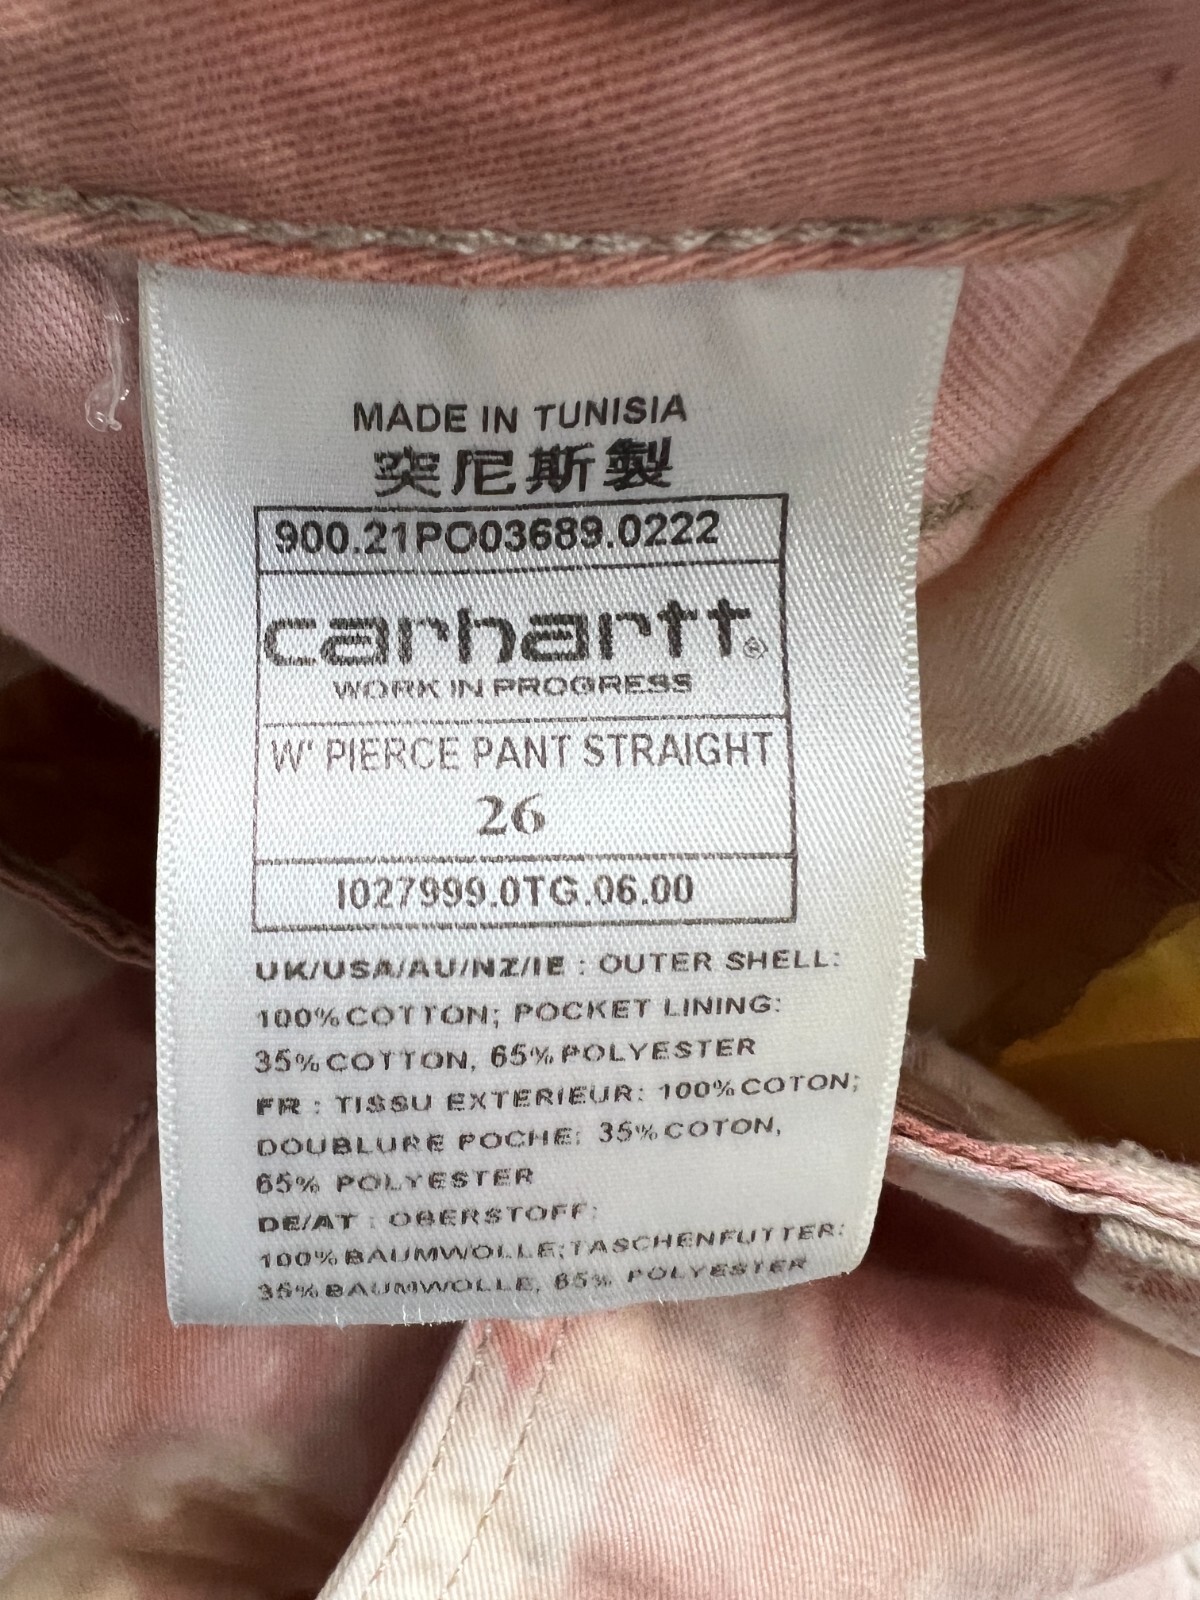 MADE IN TUNISIA
突尼斯製
900.21PO03689.0222
carhartt®
WORK IN PROGRESS
W' PIERCE PANT STRAIGHT
26
I027999.0TG.06.00
UK/USA/AU/NZ/IE : OUTER SHELL:
100% COTTON; POCKET LINING:
35% COTTON, 65% POLYESTER
FR : TISSU EXTERIEUR: 100% COTON;
DOUBLURE POCHE: 35% COTON,
65% POLYESTER
DE/AT : OBERSTOFF:
100% BAUMWOLLE;TASCHENFUTTER:
35% BAUMWOLLE, 65% POLYESTER